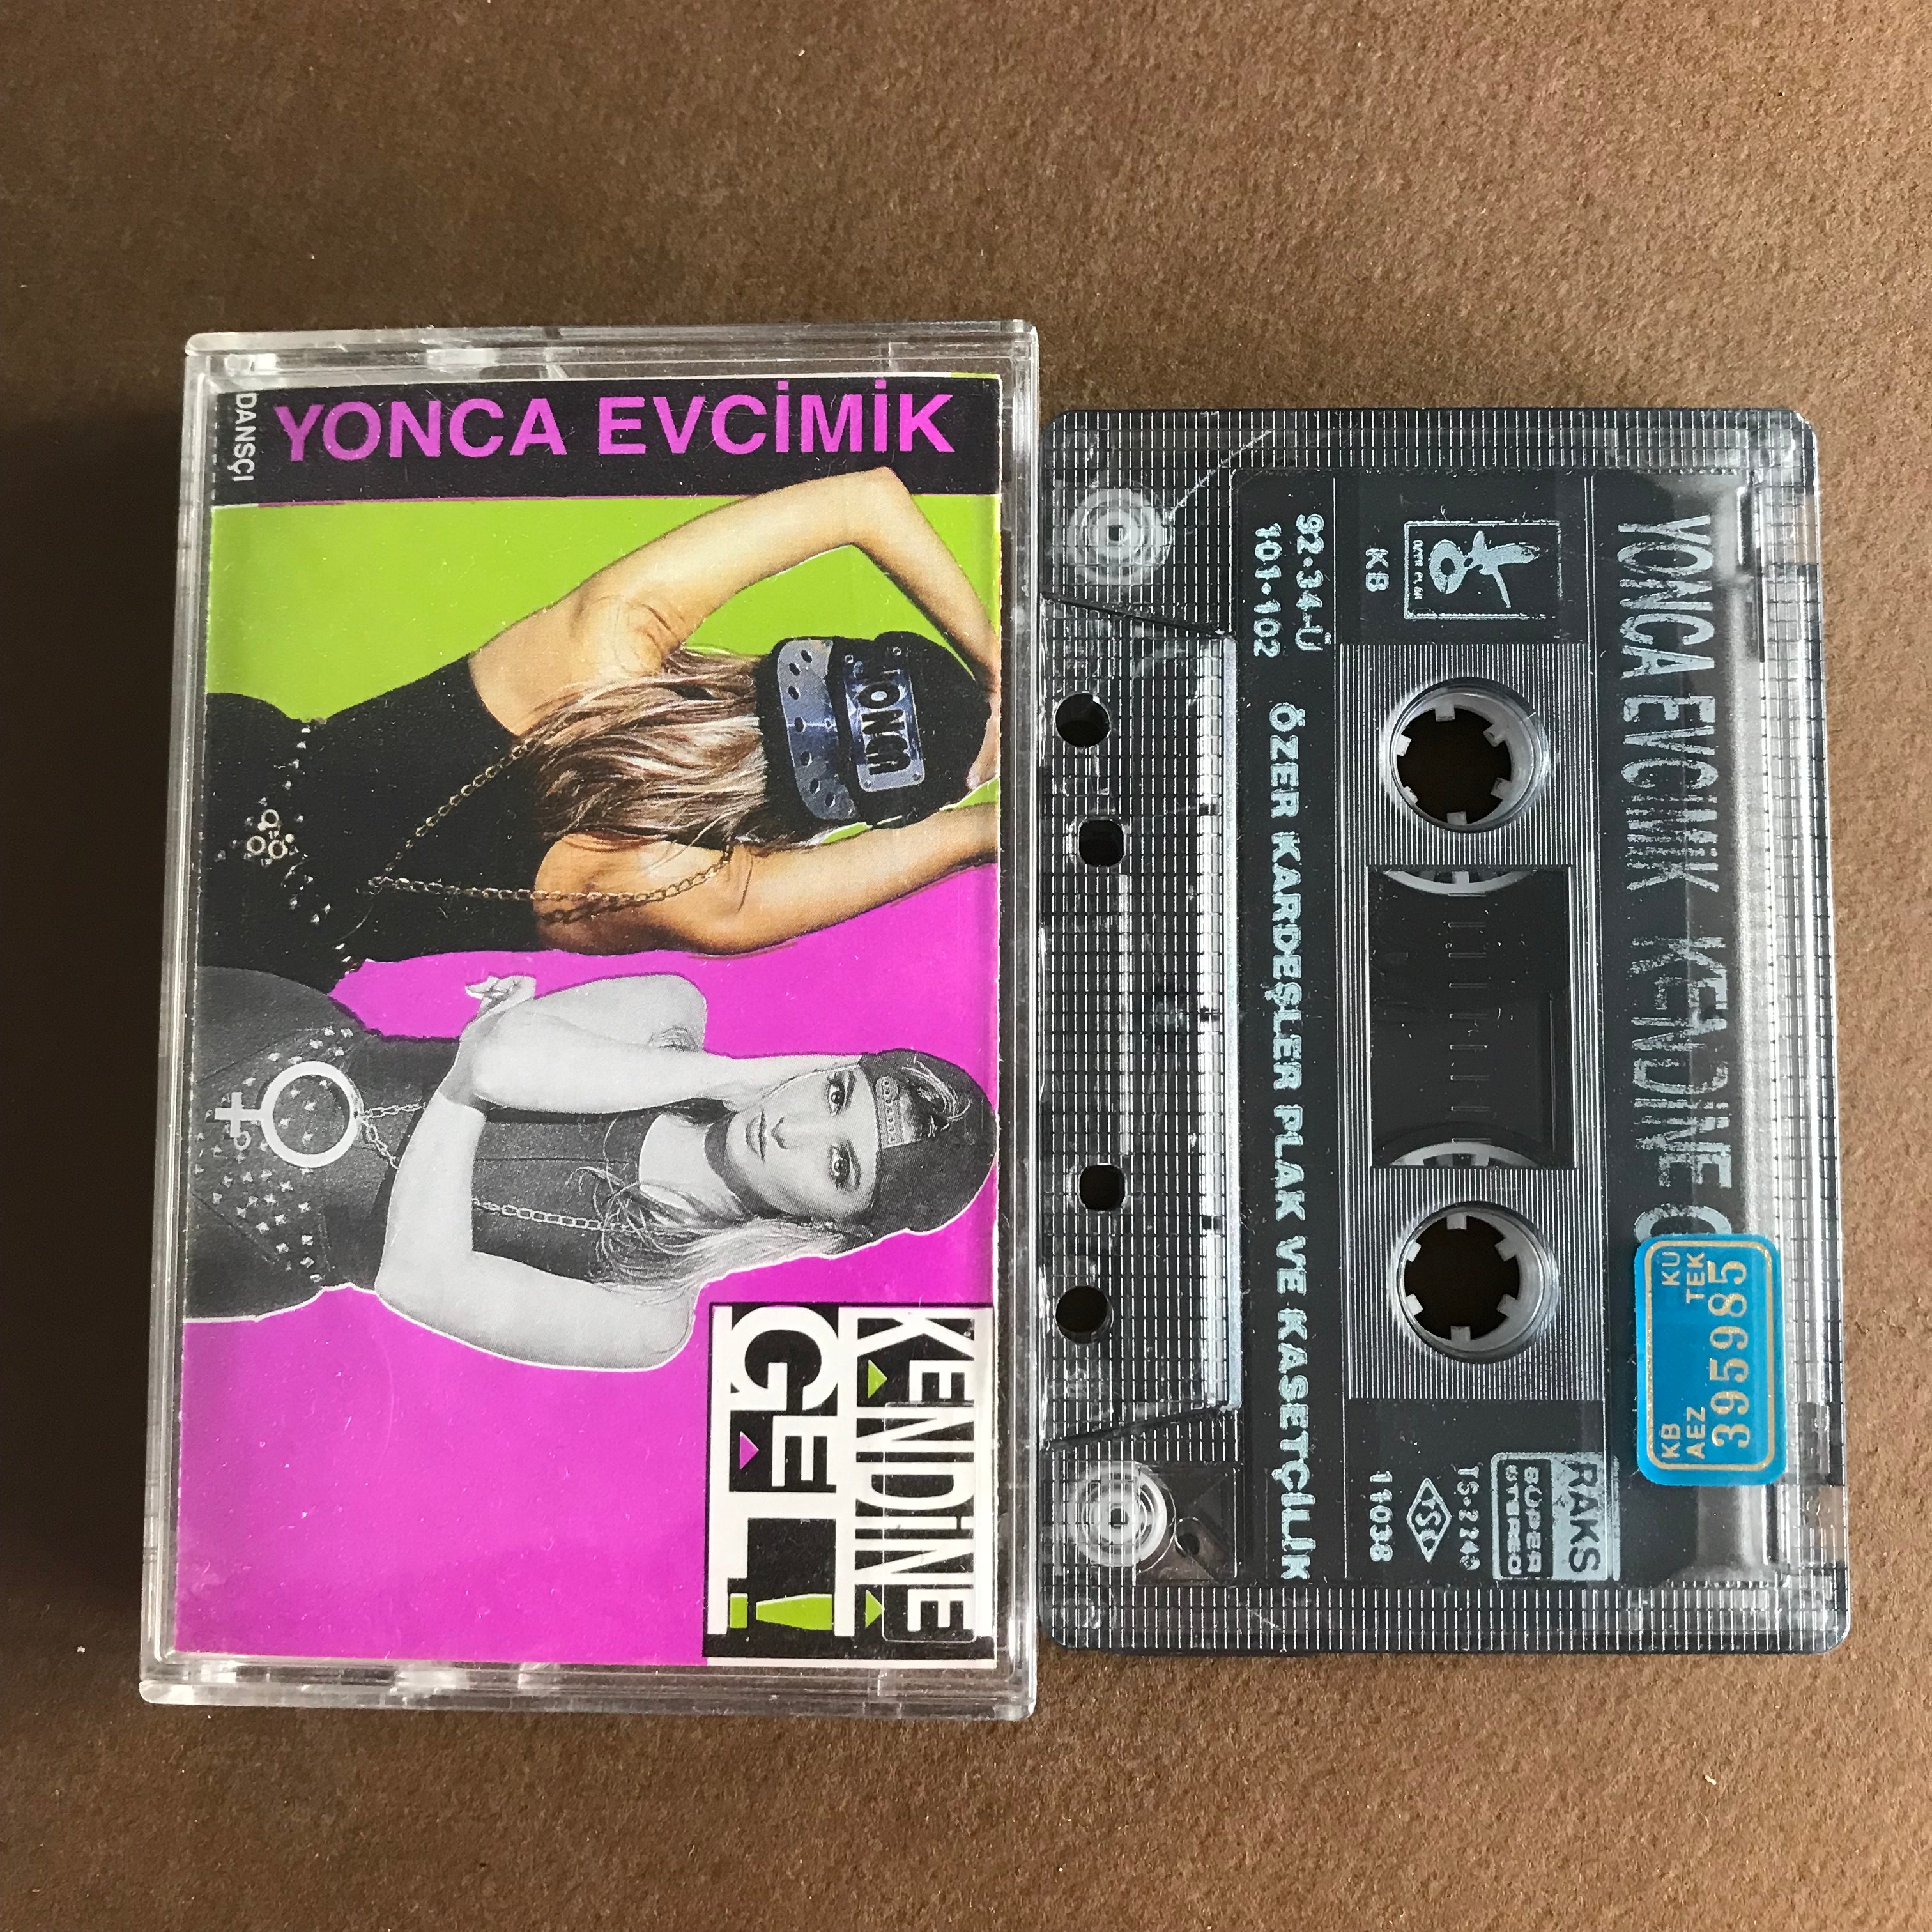 DANSÇI
YONCA EVCİMİK
YONCA
KENDİNE
GEL!
YONCA EVCİMİK KENDİNE G
KB
92-34-Ü
101-102
ÖZER KARDEŞLER PLAK VE KASETÇİLİK
RAKS
SÜPER
STEREO
TS-2240
TSE
11038
KÜ
TEK
KB
AEZ
395985